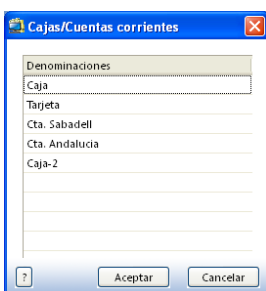 Cajas/Cuentas corrientes
Denominaciones
Caja
Tarjeta
Cta. Sabadell
Cta. Andalucia
Caja-2
? Aceptar Cancelar